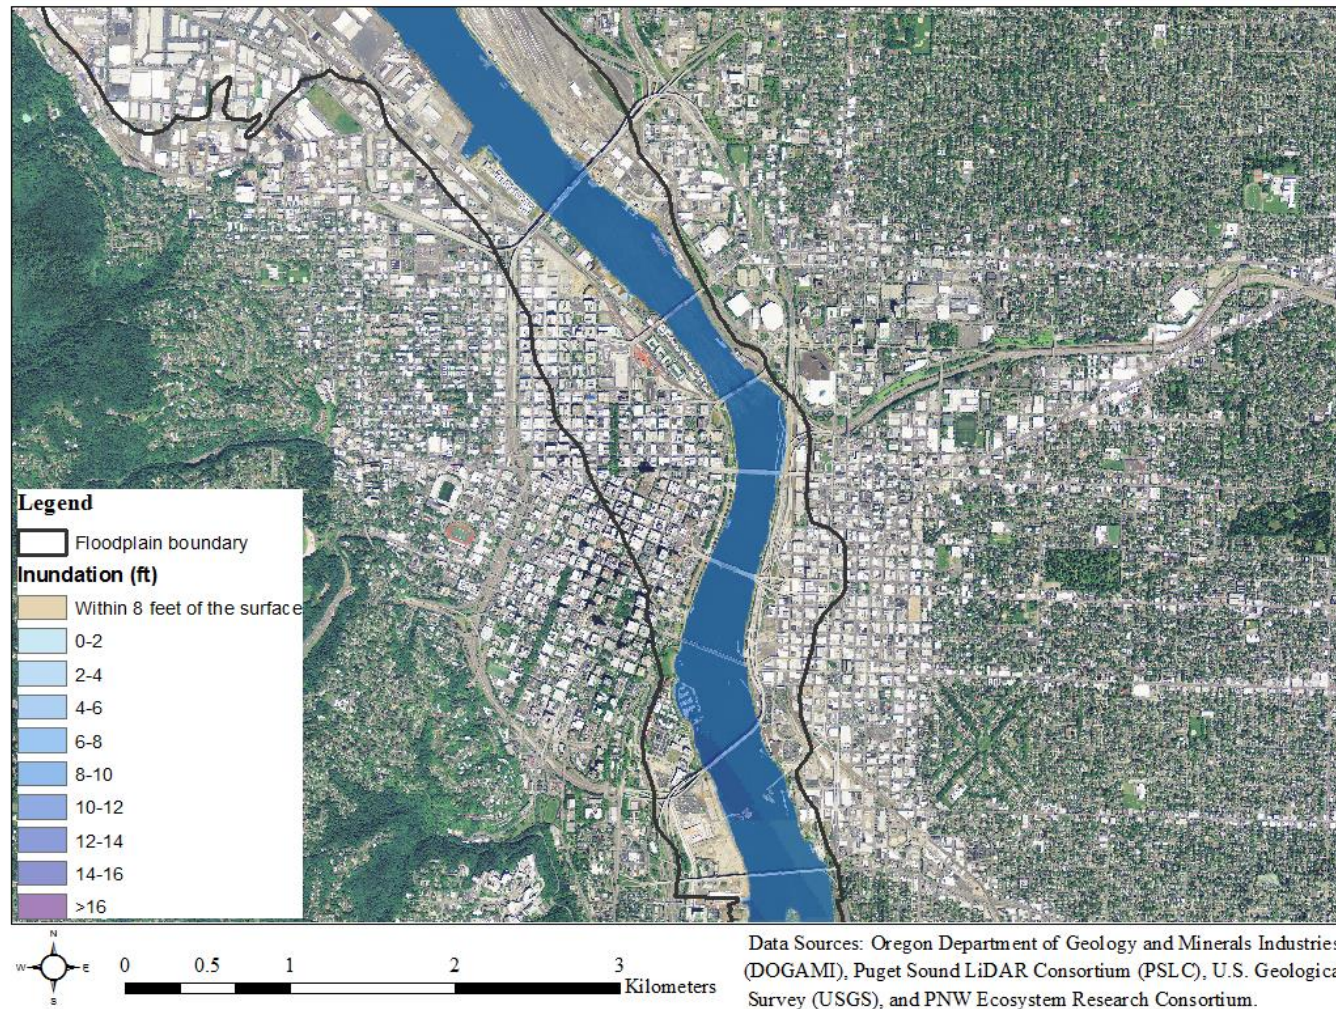 Legend
Floodplain boundary
Inundation (ft)
Within 8 feet of the surface
0-2
2-4
4-6
6-8
8-10
10-12
12-14
14-16
>16
N
W E
S
0 0.5 1 2 3
Kilometers
Data Sources: Oregon Department of Geology and Minerals Industries
(DOGAMI), Puget Sound LiDAR Consortium (PSLC), U.S. Geologica
Survey (USGS), and PNW Ecosystem Research Consortium.